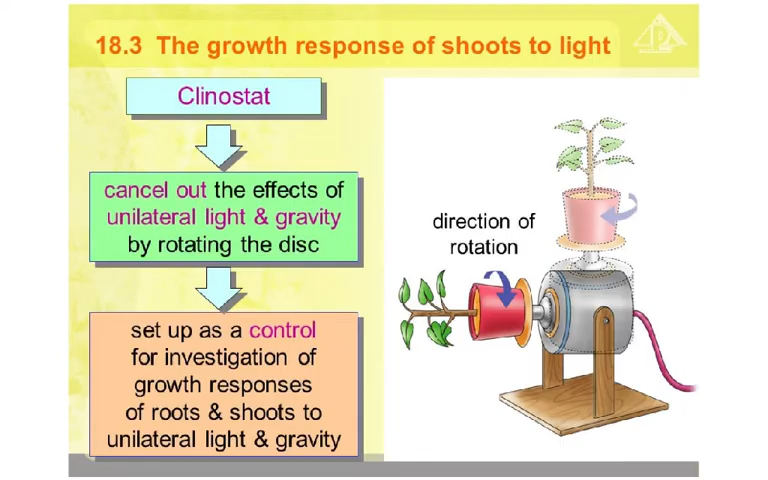 18.3 The growth response of shoots to light
Clinostat
cancel out the effects of
unilateral light & gravity
by rotating the disc
set up as a control
for investigation of
growth responses
of roots & shoots to
unilateral light & gravity
direction of
rotation